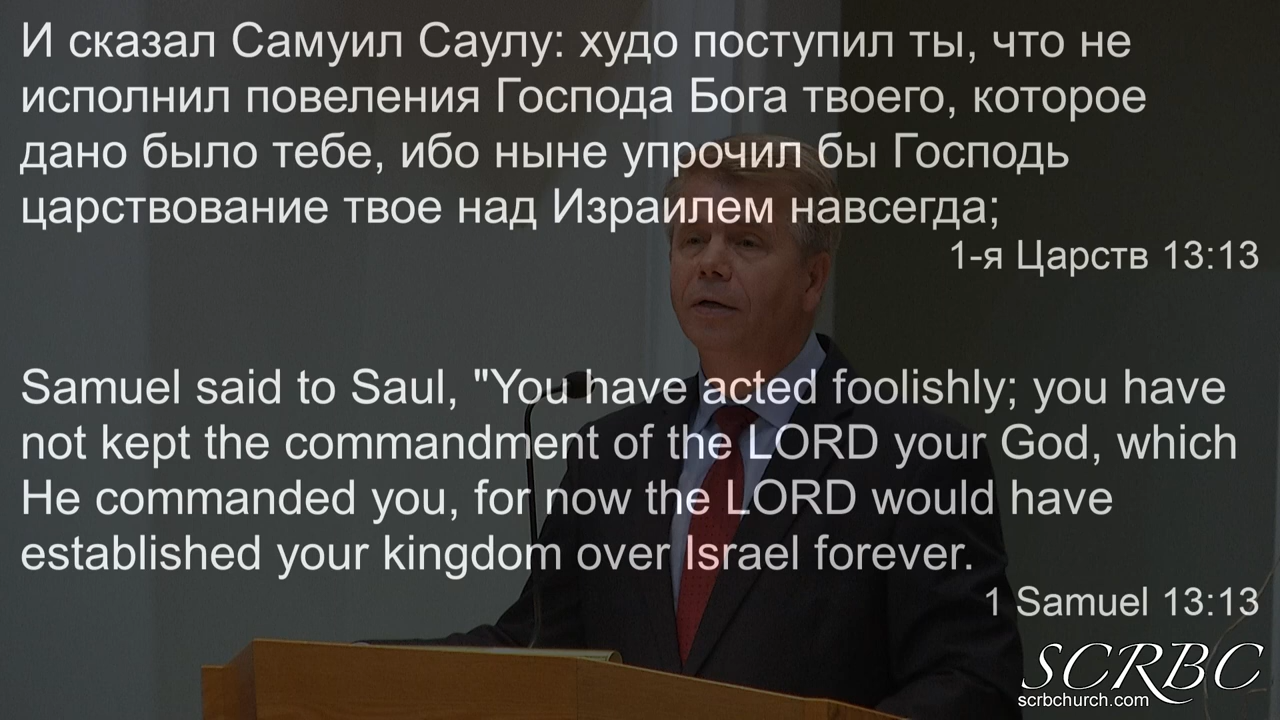 И сказал Самуил Саулу: худо поступил ты, что не
исполнил повеления Господа Бога твоего, которое
дано было тебе, ибо ныне упрочил бы Господь
царствование твое над Израилем навсегда;
1-я Царств 13:13
Samuel said to Saul, "You have acted foolishly; you have
not kept the commandment of the LORD your God, which
He commanded you, for now the LORD would have
established your kingdom over Israel forever.
1 Samuel 13:13
SCRBC
scrbchurch.com